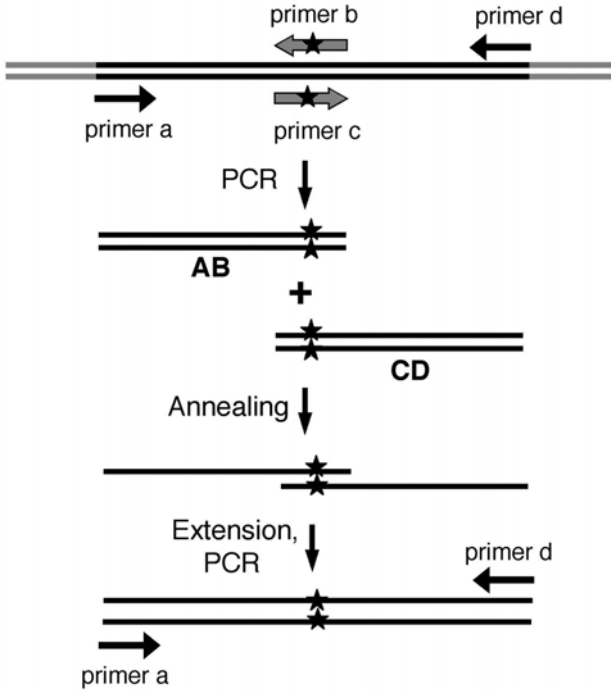 primer b
primer d
primer a
primer c
PCR
AB
+
CD
Annealing
Extension,
PCR
primer d
primer a